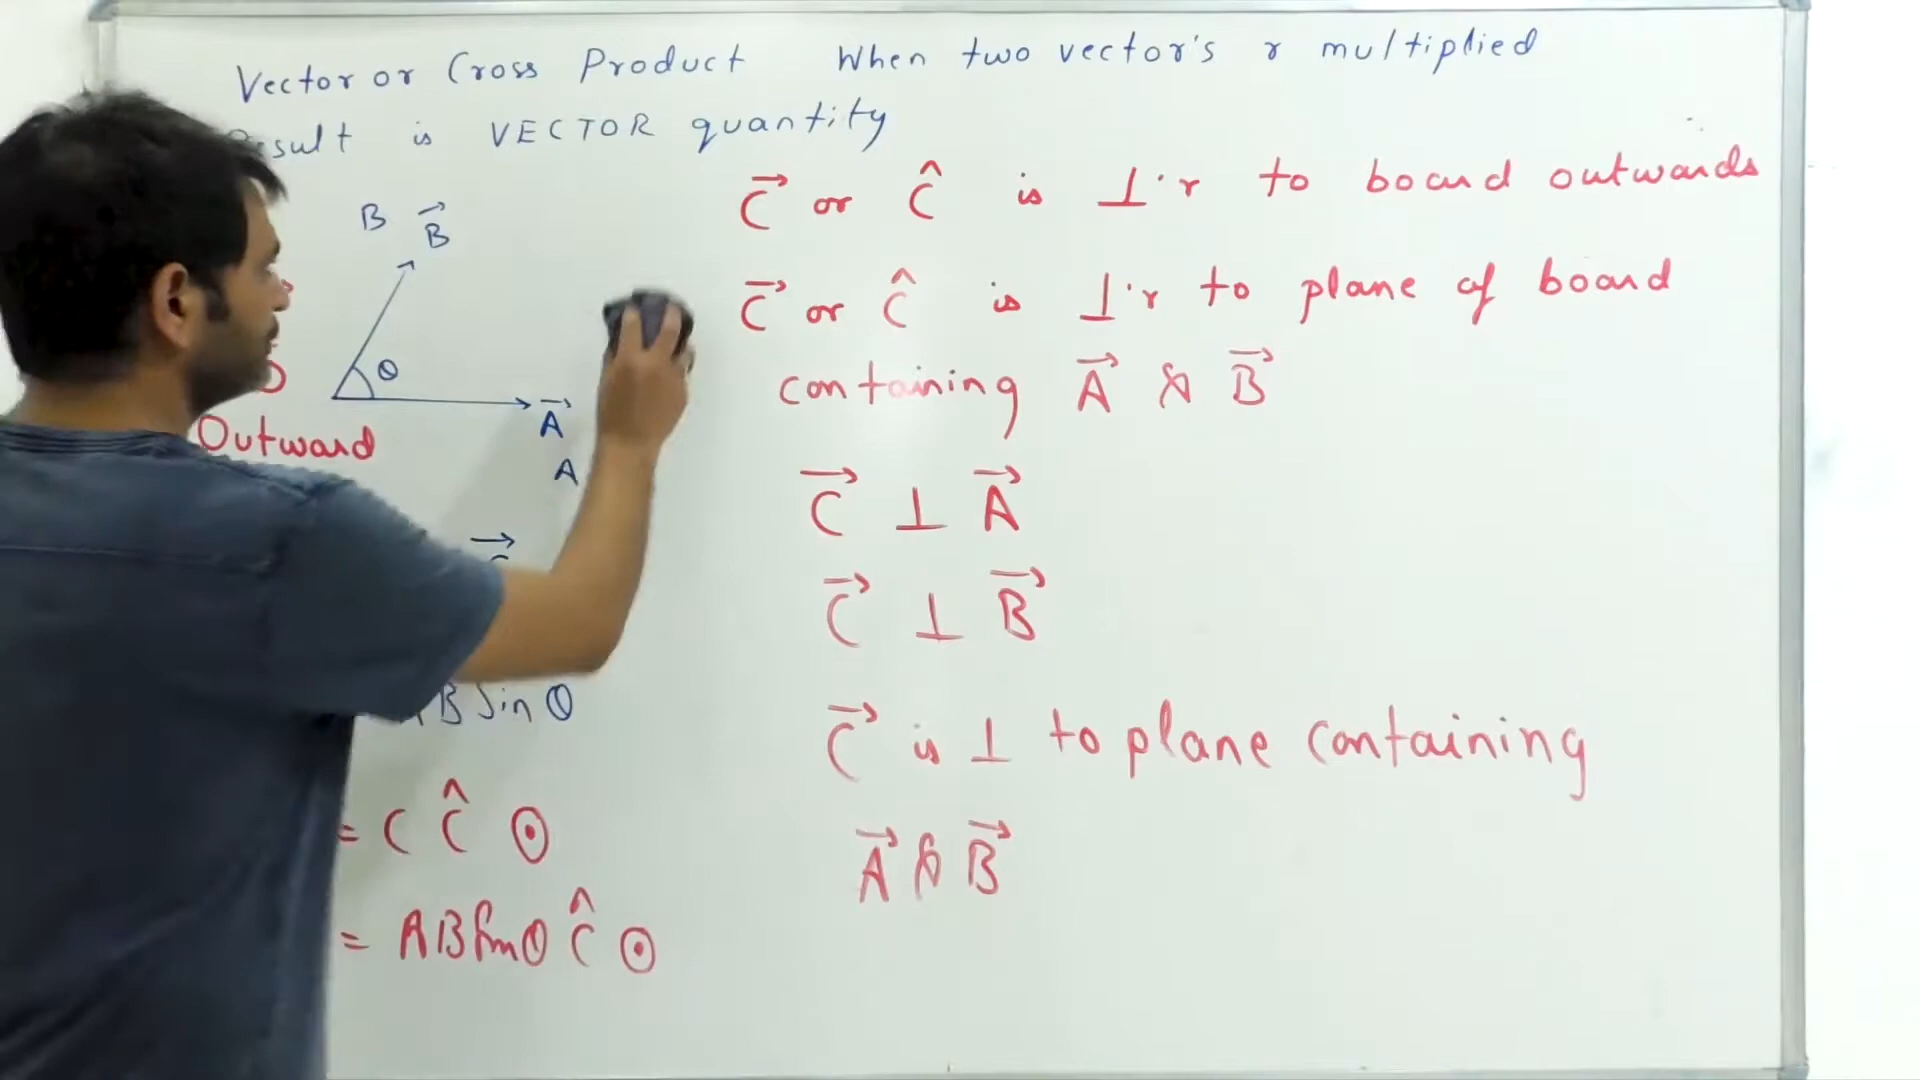 Vector or Cross Product When two vector's r multiplied
Result is VECTOR quantity
B B⃗
θ
A⃗
A
Outward
B Sin θ
= C Ĉ ⊙
= AB Sin θ Ĉ ⊙
C⃗ or Ĉ is ⊥'r to board outwards
C⃗ or Ĉ is ⊥'r to plane of board
containing A⃗ & B⃗
C⃗ ⊥ A⃗
C⃗ ⊥ B⃗
C⃗ is ⊥ to plane containing
A⃗ & B⃗